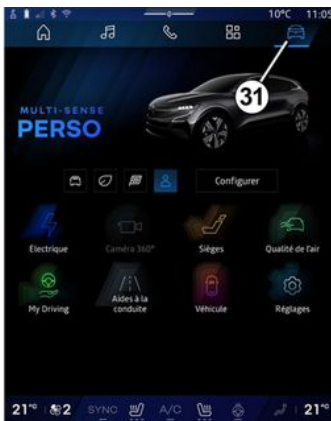 10°C 11:05
31
MULTI-SENSE
PERSO
Configurer
Electrique
Caméra 360°
Sièges
Qualité de l'air
My Driving
Aides à la
conduite
Véhicule
Réglages
21°C 2 SYNC A/C 21°C